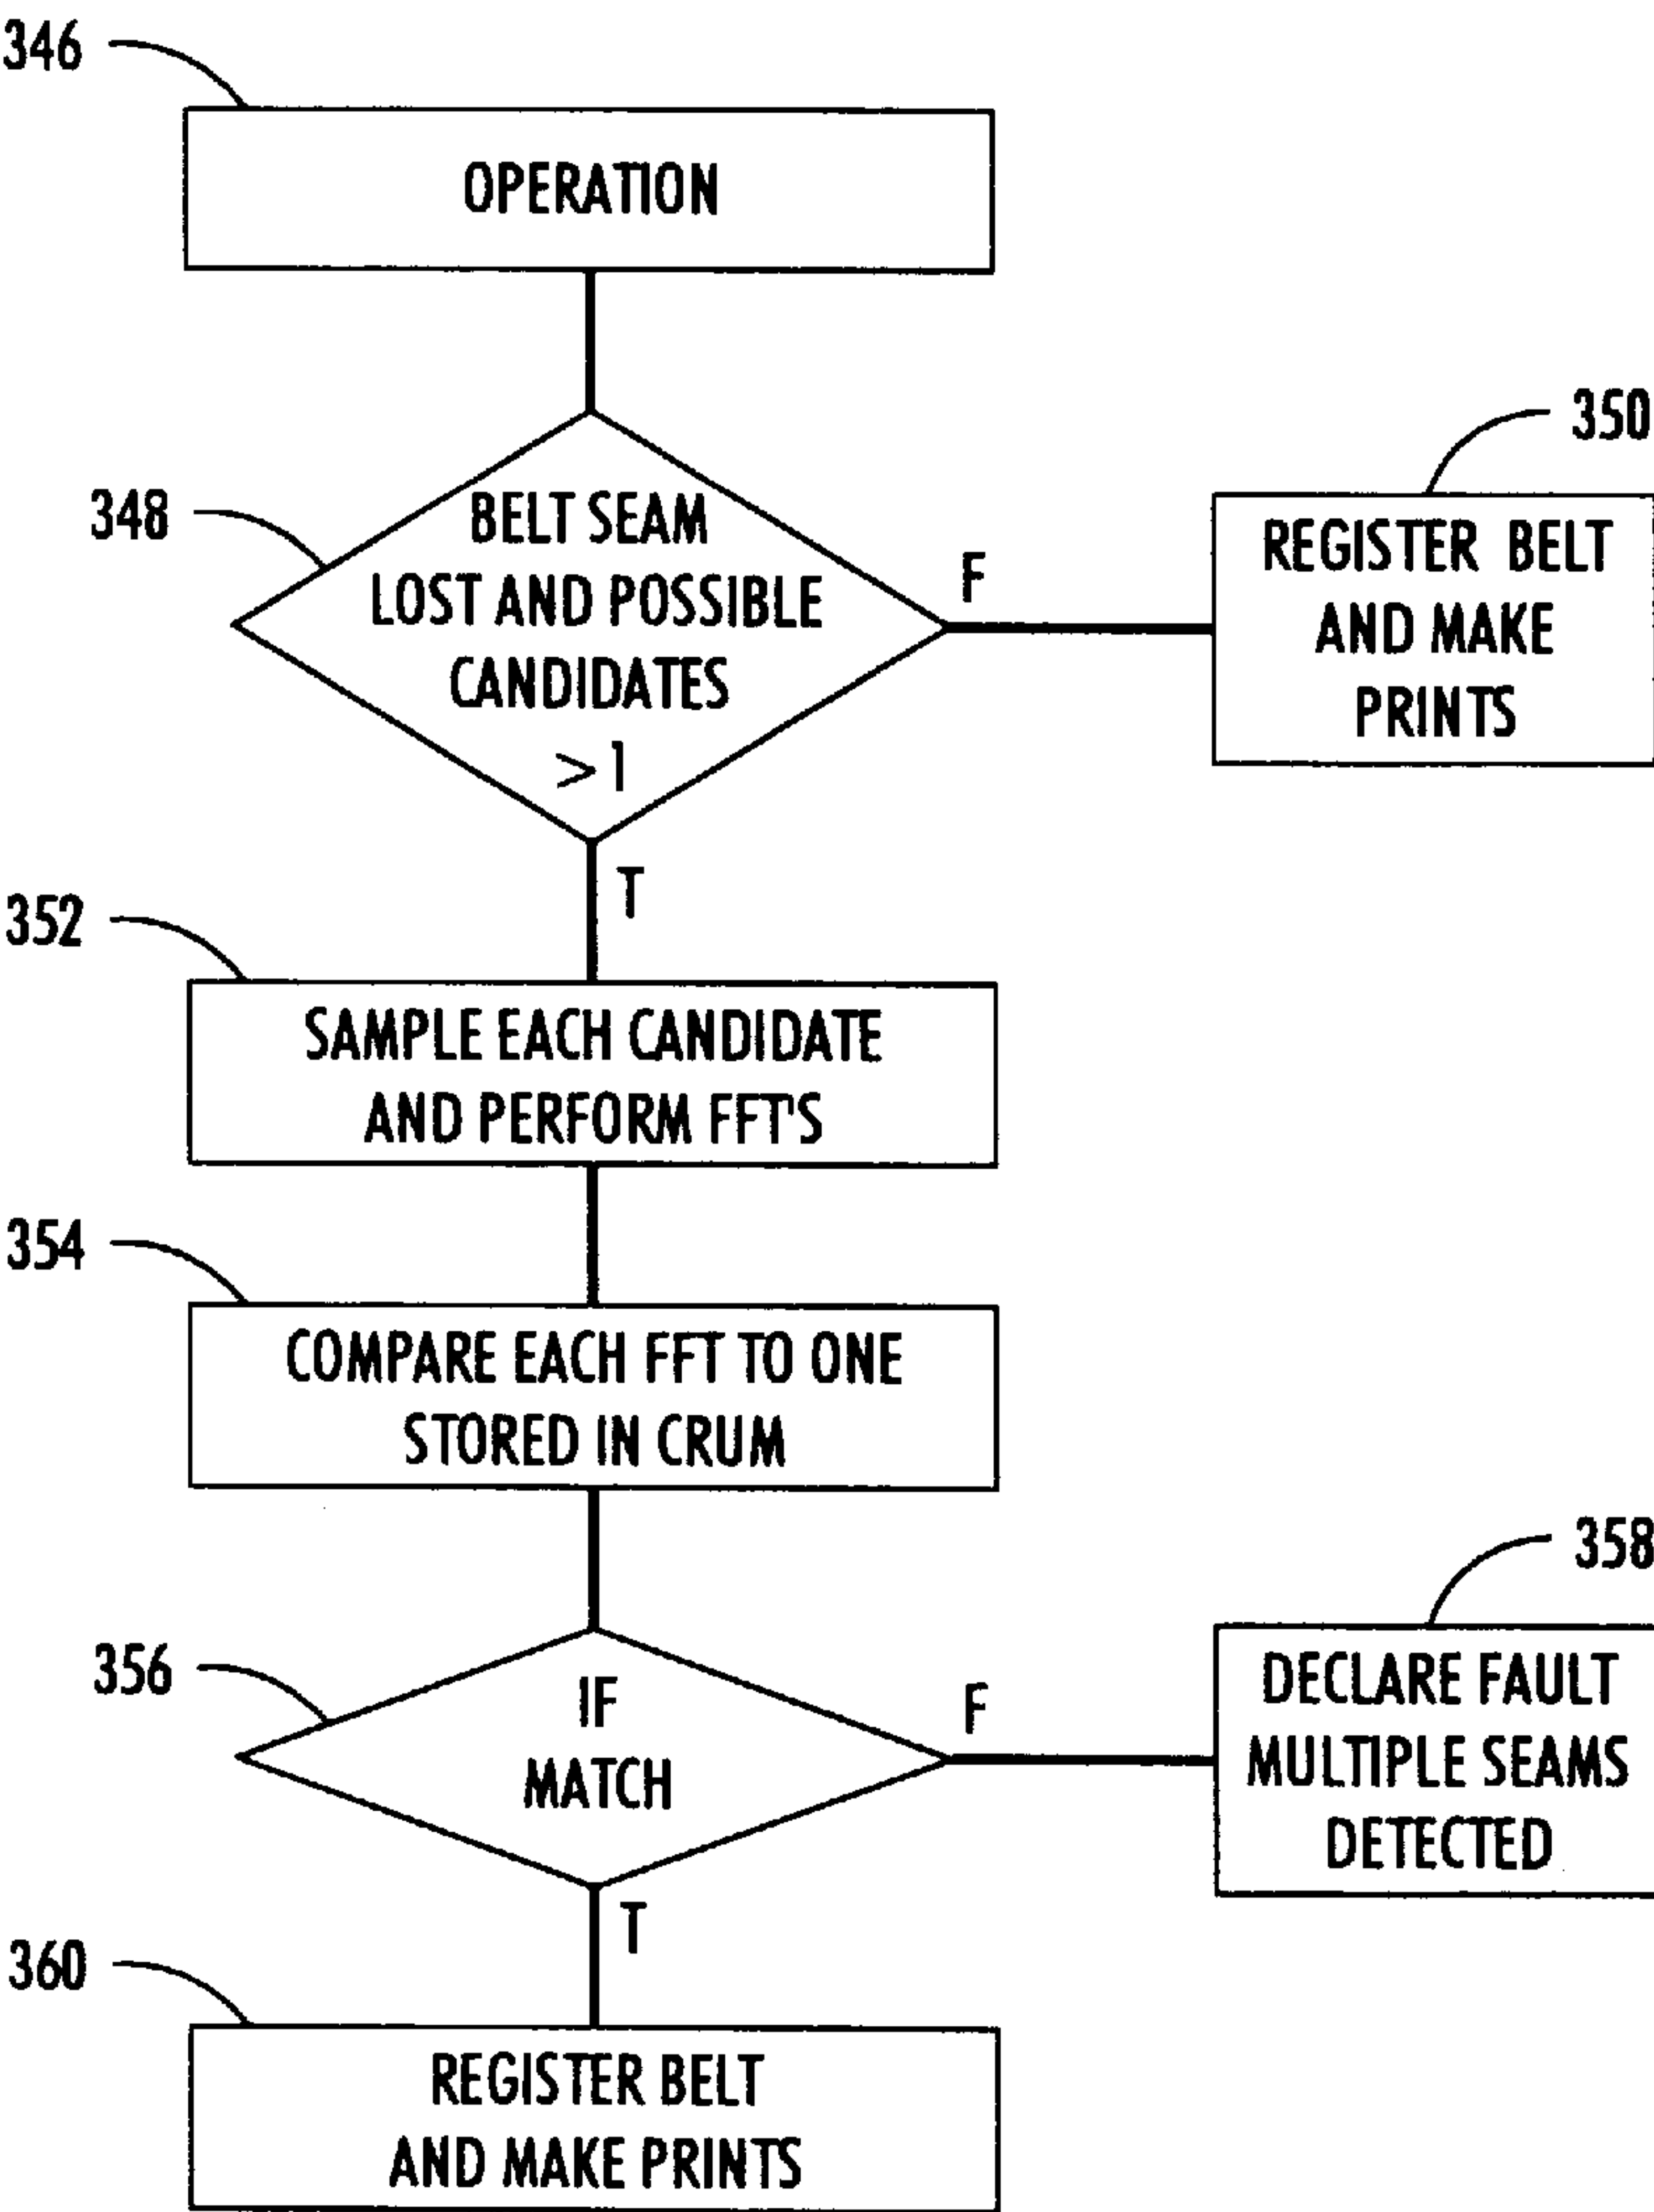 346
OPERATION
348
BELT SEAM
LOST AND POSSIBLE
CANDIDATES
>1
F
350
REGISTER BELT
AND MAKE
PRINTS
T
352
SAMPLE EACH CANDIDATE
AND PERFORM FFT'S
354
COMPARE EACH FFT TO ONE
STORED IN CRUM
356
IF
MATCH
F
358
DECLARE FAULT
MULTIPLE SEAMS
DETECTED
T
360
REGISTER BELT
AND MAKE PRINTS